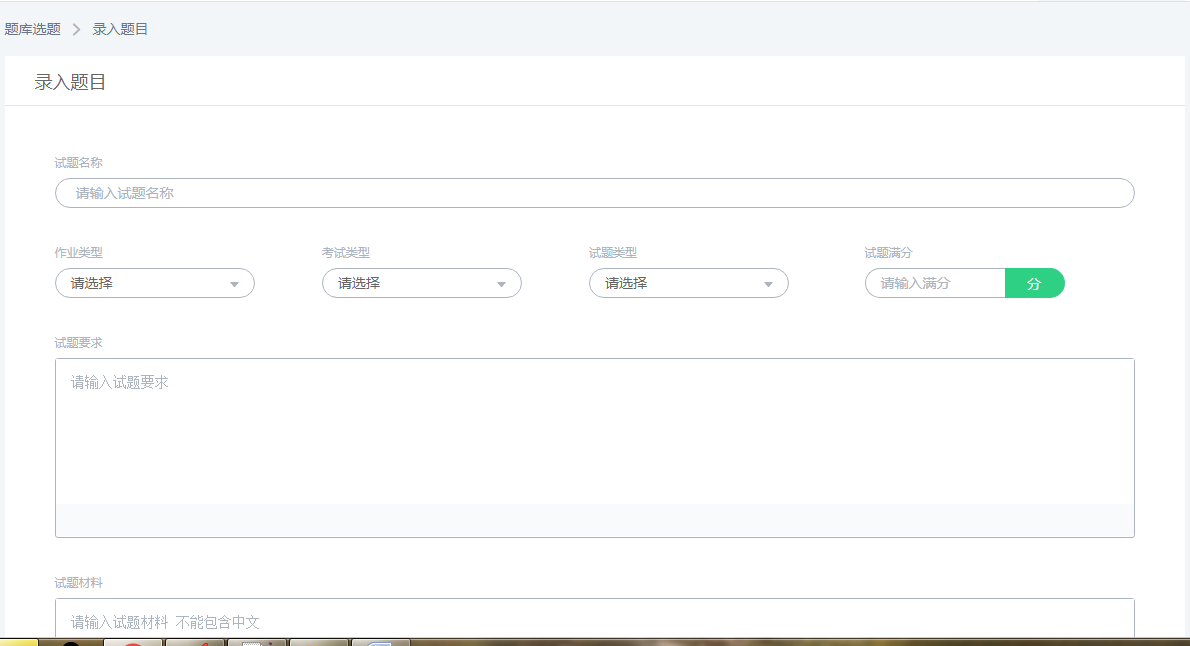 题库选题 > 录入题目
录入题目
试题名称
请输入试题名称
作业类型 考试类型 试题类型 试题满分
请选择 请选择 请选择 请输入满分 分
试题要求
请输入试题要求
试题材料
请输入试题材料 不能包含中文